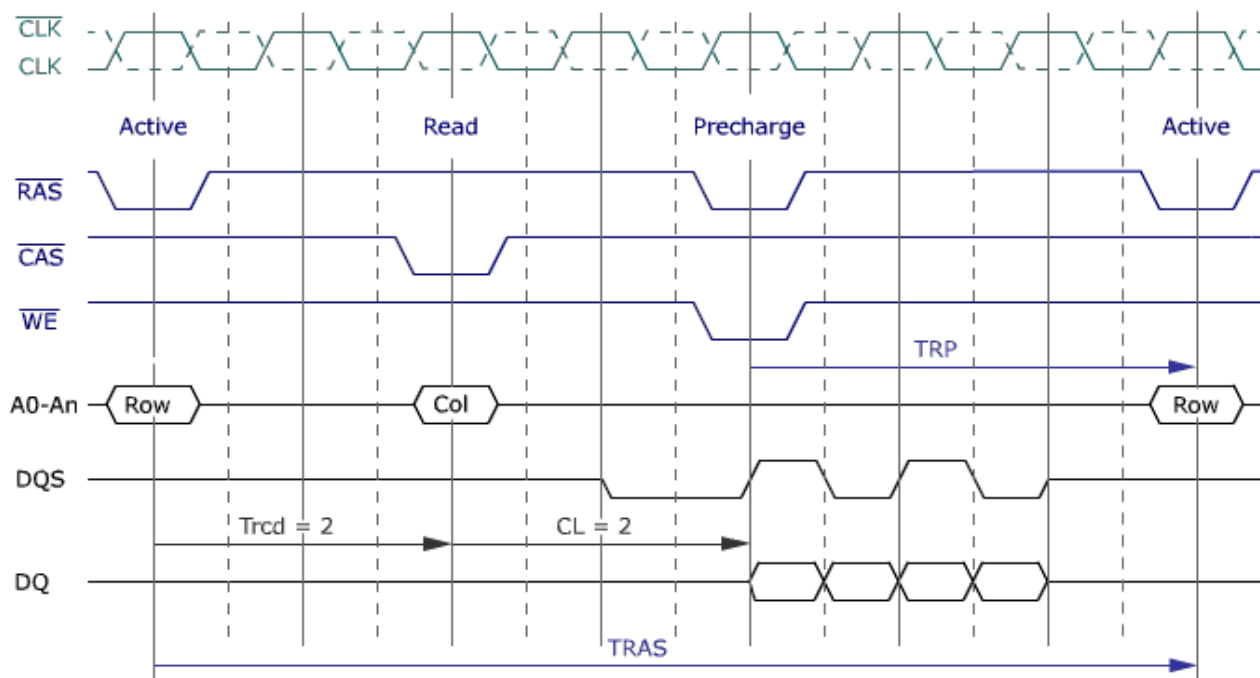 CLK
CLK
Active Read Precharge Active
RAS
CAS
WE
TRP
A0-An Row Col Row
DQS
Trcd = 2 CL = 2
DQ
TRAS